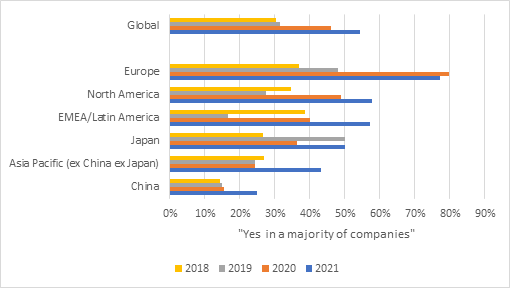 Global
Europe
North America
EMEA/Latin America
Japan
Asia Pacific (ex China ex Japan)
China
0% 10% 20% 30% 40% 50% 60% 70% 80% 90%
"Yes in a majority of companies"
2018 2019 2020 2021